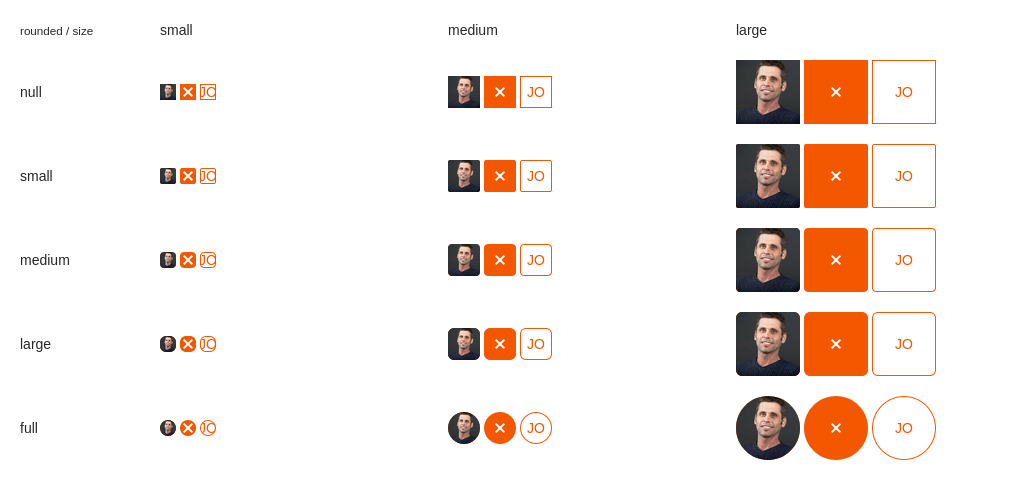 rounded / size small medium large
null JO JO JO
small JO JO JO
medium JO JO JO
large JO JO JO
full JO JO JO